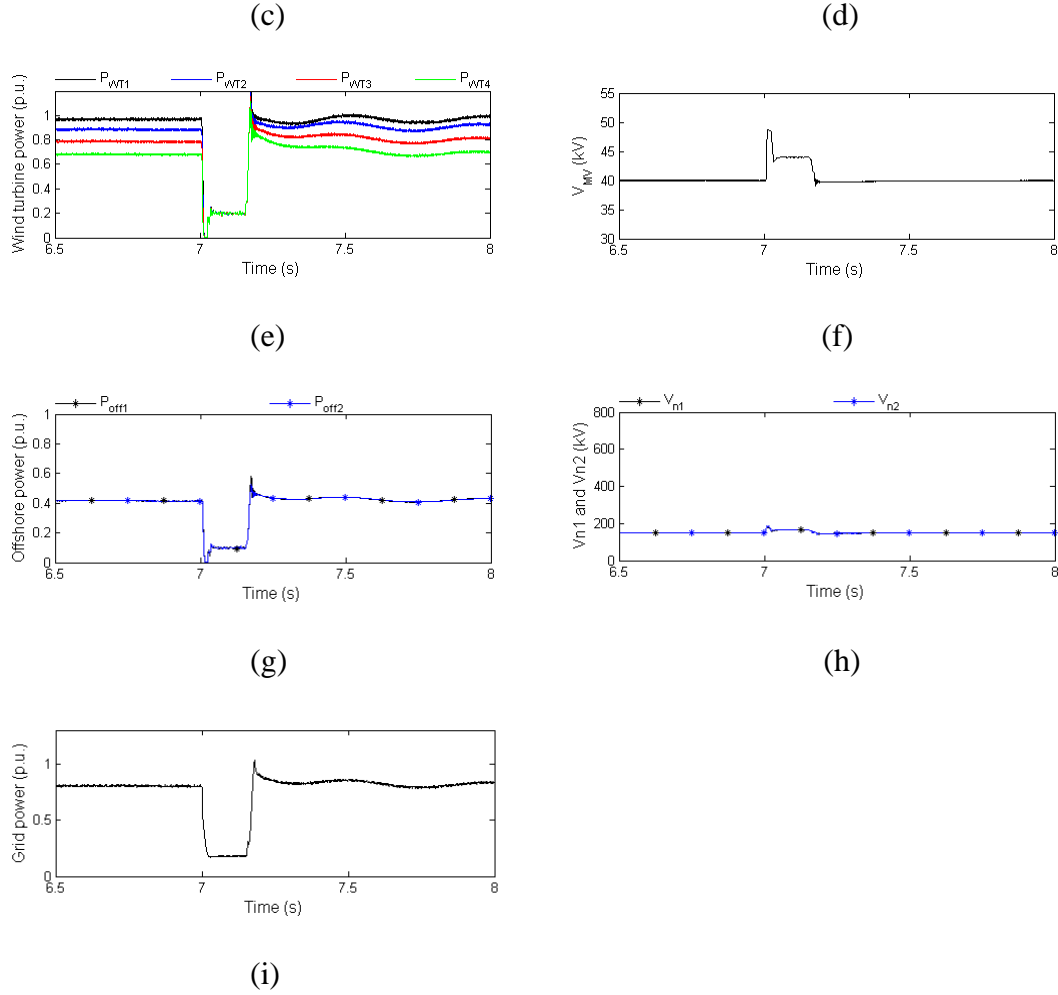 (c) (d)
P_WT1 P_WT2 P_WT3 P_WT4
Wind turbine power (p.u.)
1
0.8
0.6
0.4
0.2
0
6.5 7 7.5 8
Time (s)
V_MV (kV)
55
50
45
40
35
30
6.5 7 7.5 8
Time (s)
(e) (f)
P_off1 P_off2
Offshore power (p.u.)
1
0.8
0.6
0.4
0.2
0
6.5 7 7.5 8
Time (s)
V_n1 V_n2
Vn1 and Vn2 (kV)
800
600
400
200
0
6.5 7 7.5 8
Time (s)
(g) (h)
Grid power (p.u.)
1
0.5
0
6.5 7 7.5 8
Time (s)
(i)